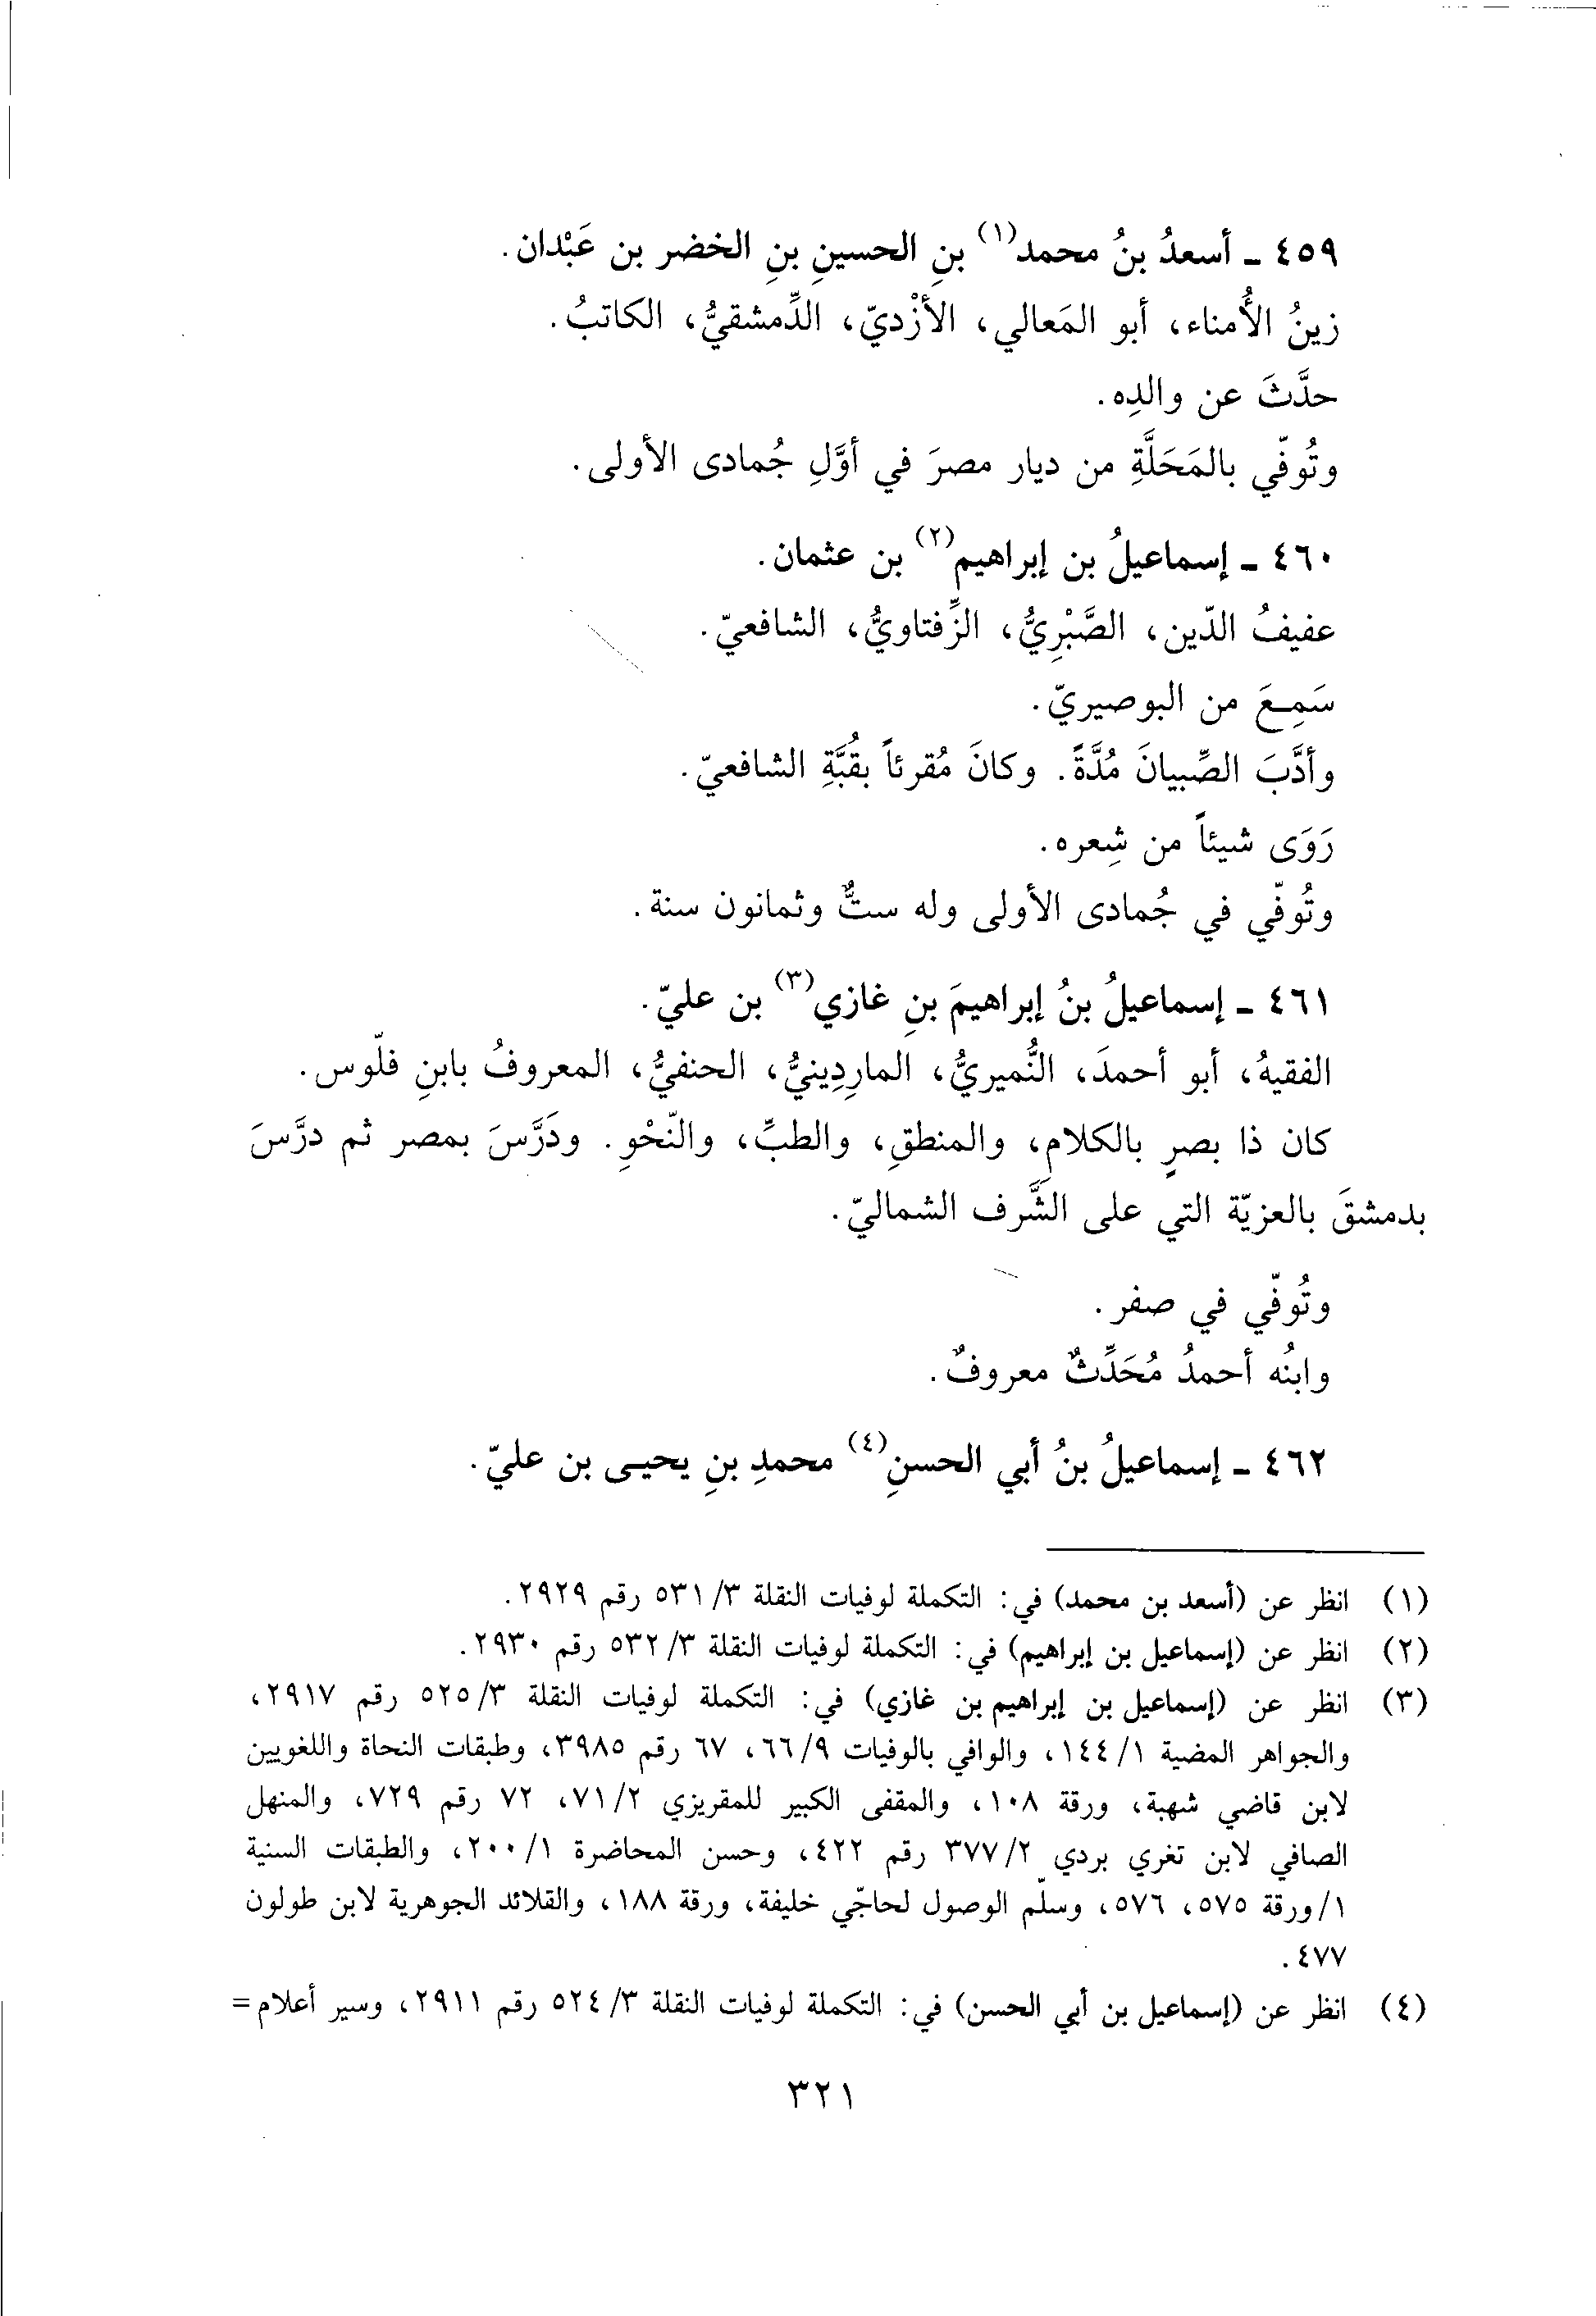 ٤٥٩ ـ أسعدُ بنُ محمد(١) بنِ الحسينِ بنِ الخضر بن عَبْدان.
زينُ الأُمناء، أبو المَعالي، الأزْديّ، الدِّمشقيُّ، الكاتبُ.
حدَّثَ عن والدِه.
وتُوفّي بالمَحَلَّةِ من ديار مصرَ في أوَّلِ جُمادى الأولى.
٤٦٠ ـ إسماعيلُ بن إبراهيم(٢) بن عثمان.
عفيفُ الدّين، الصَّبْرِيُّ، الزِّفتاويُّ، الشافعيّ.
سَمِعَ من البوصيريّ.
وأدَّبَ الصِّبيانَ مُدَّةً. وكانَ مُقرئاً بقُبَّةِ الشافعيّ.
رَوَى شيئاً من شِعره.
وتُوفّي في جُمادى الأولى وله ستٌّ وثمانون سنة.
٤٦١ ـ إسماعيلُ بنُ إبراهيمَ بنِ غازي(٣) بن عليّ.
الفقيهُ، أبو أحمدَ، النُّميريُّ، الماردِينيُّ، الحنفيُّ، المعروفُ بابنِ فلّوس.
كان ذا بصرٍ بالكلامِ، والمنطقِ، والطبِّ، والنّحْوِ. ودَرَّسَ بمصر ثم درَّسَ
بدمشقَ بالعزيّة التي على الشَّرف الشماليّ.
وتُوفّي في صفر.
وابنُه أحمدُ مُحَدِّثٌ معروفٌ.
٤٦٢ ـ إسماعيلُ بنُ أبي الحسنِ(٤) محمدِ بنِ يحيى بن عليّ.
(١) انظر عن (أسعد بن محمد) في: التكملة لوفيات النقلة ٣/ ٥٣١ رقم ٢٩٢٩.
(٢) انظر عن (إسماعيل بن إبراهيم) في: التكملة لوفيات النقلة ٣/ ٥٣٢ رقم ٢٩٣٠.
(٣) انظر عن (إسماعيل بن إبراهيم بن غازي) في: التكملة لوفيات النقلة ٣/ ٥٢٥ رقم ٢٩١٧،
والجواهر المضية ١/ ١٤٤، والوافي بالوفيات ٩/ ٦٦، ٦٧ رقم ٣٩٨٥، وطبقات النحاة واللغويين
لابن قاضي شهبة، ورقة ١٠٨، والمقفى الكبير للمقريزي ٢/ ٧١، ٧٢ رقم ٧٢٩، والمنهل
الصافي لابن تغري بردي ٢/ ٣٧٧ رقم ٤٢٢، وحسن المحاضرة ١/ ٢٠٠، والطبقات السنية
١/ورقة ٥٧٥، ٥٧٦، وسلّم الوصول لحاجّي خليفة، ورقة ١٨٨، والقلائد الجوهرية لابن طولون
٤٧٧.
(٤) انظر عن (إسماعيل بن أبي الحسن) في: التكملة لوفيات النقلة ٣/ ٥٢٤ رقم ٢٩١١، وسير أعلام =
٣٢١